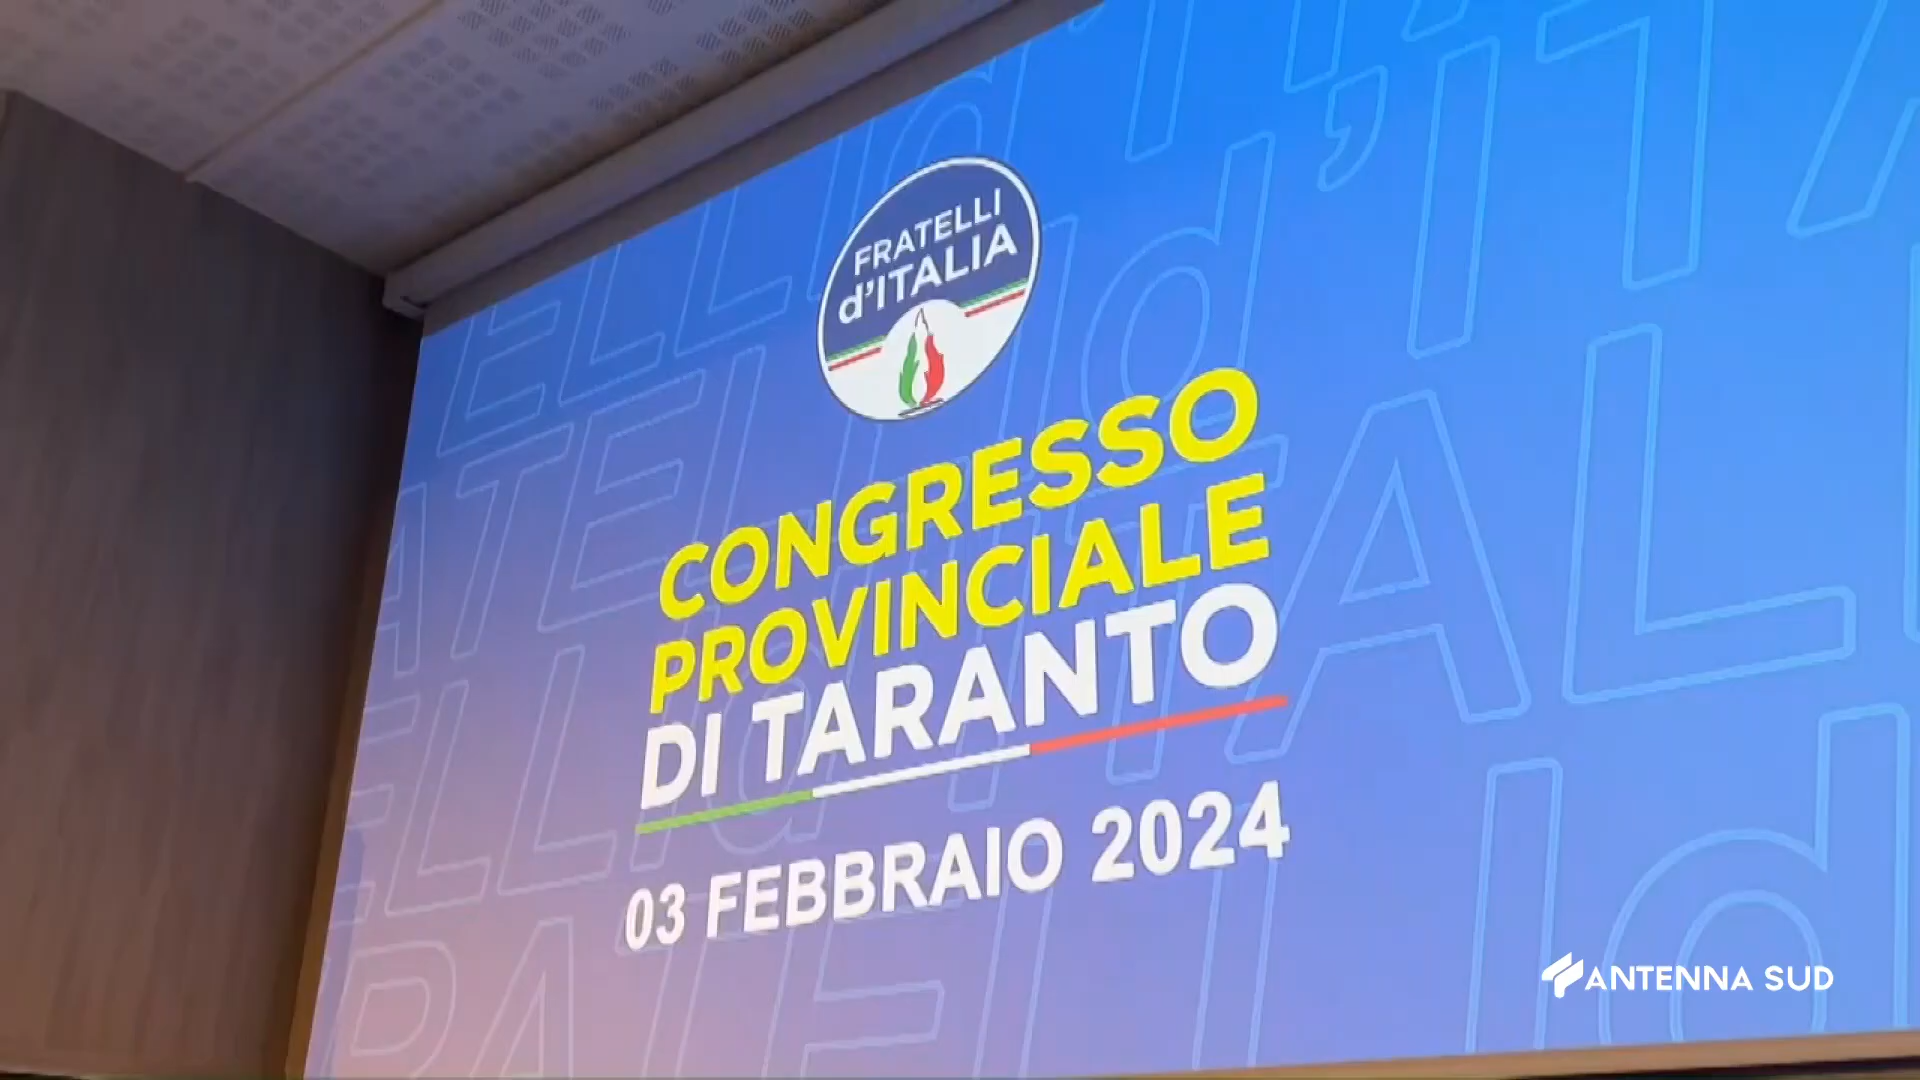 FRATELLI
d'ITALIA
CONGRESSO
PROVINCIALE
DI TARANTO
03 FEBBRAIO 2024
ANTENNA SUD